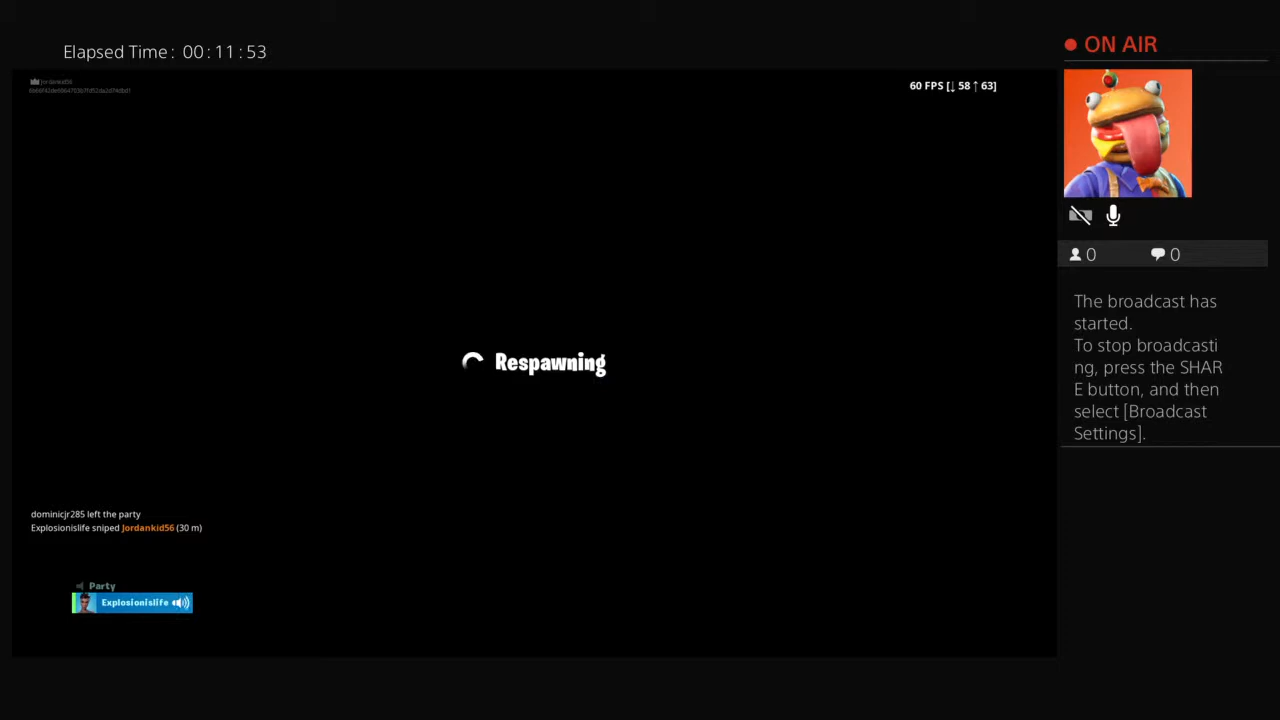 Elapsed Time: 00:11:53
ON AIR
Jordankid56
60 FPS [↓ 58 ↑ 63]
0 0
The broadcast has
started.
To stop broadcasti
ng, press the SHAR
E button, and then
select [Broadcast
Settings].
Respawning
dominicjr285 left the party
Explosionislife sniped Jordankid56 (30 m)
Party
Explosionislife